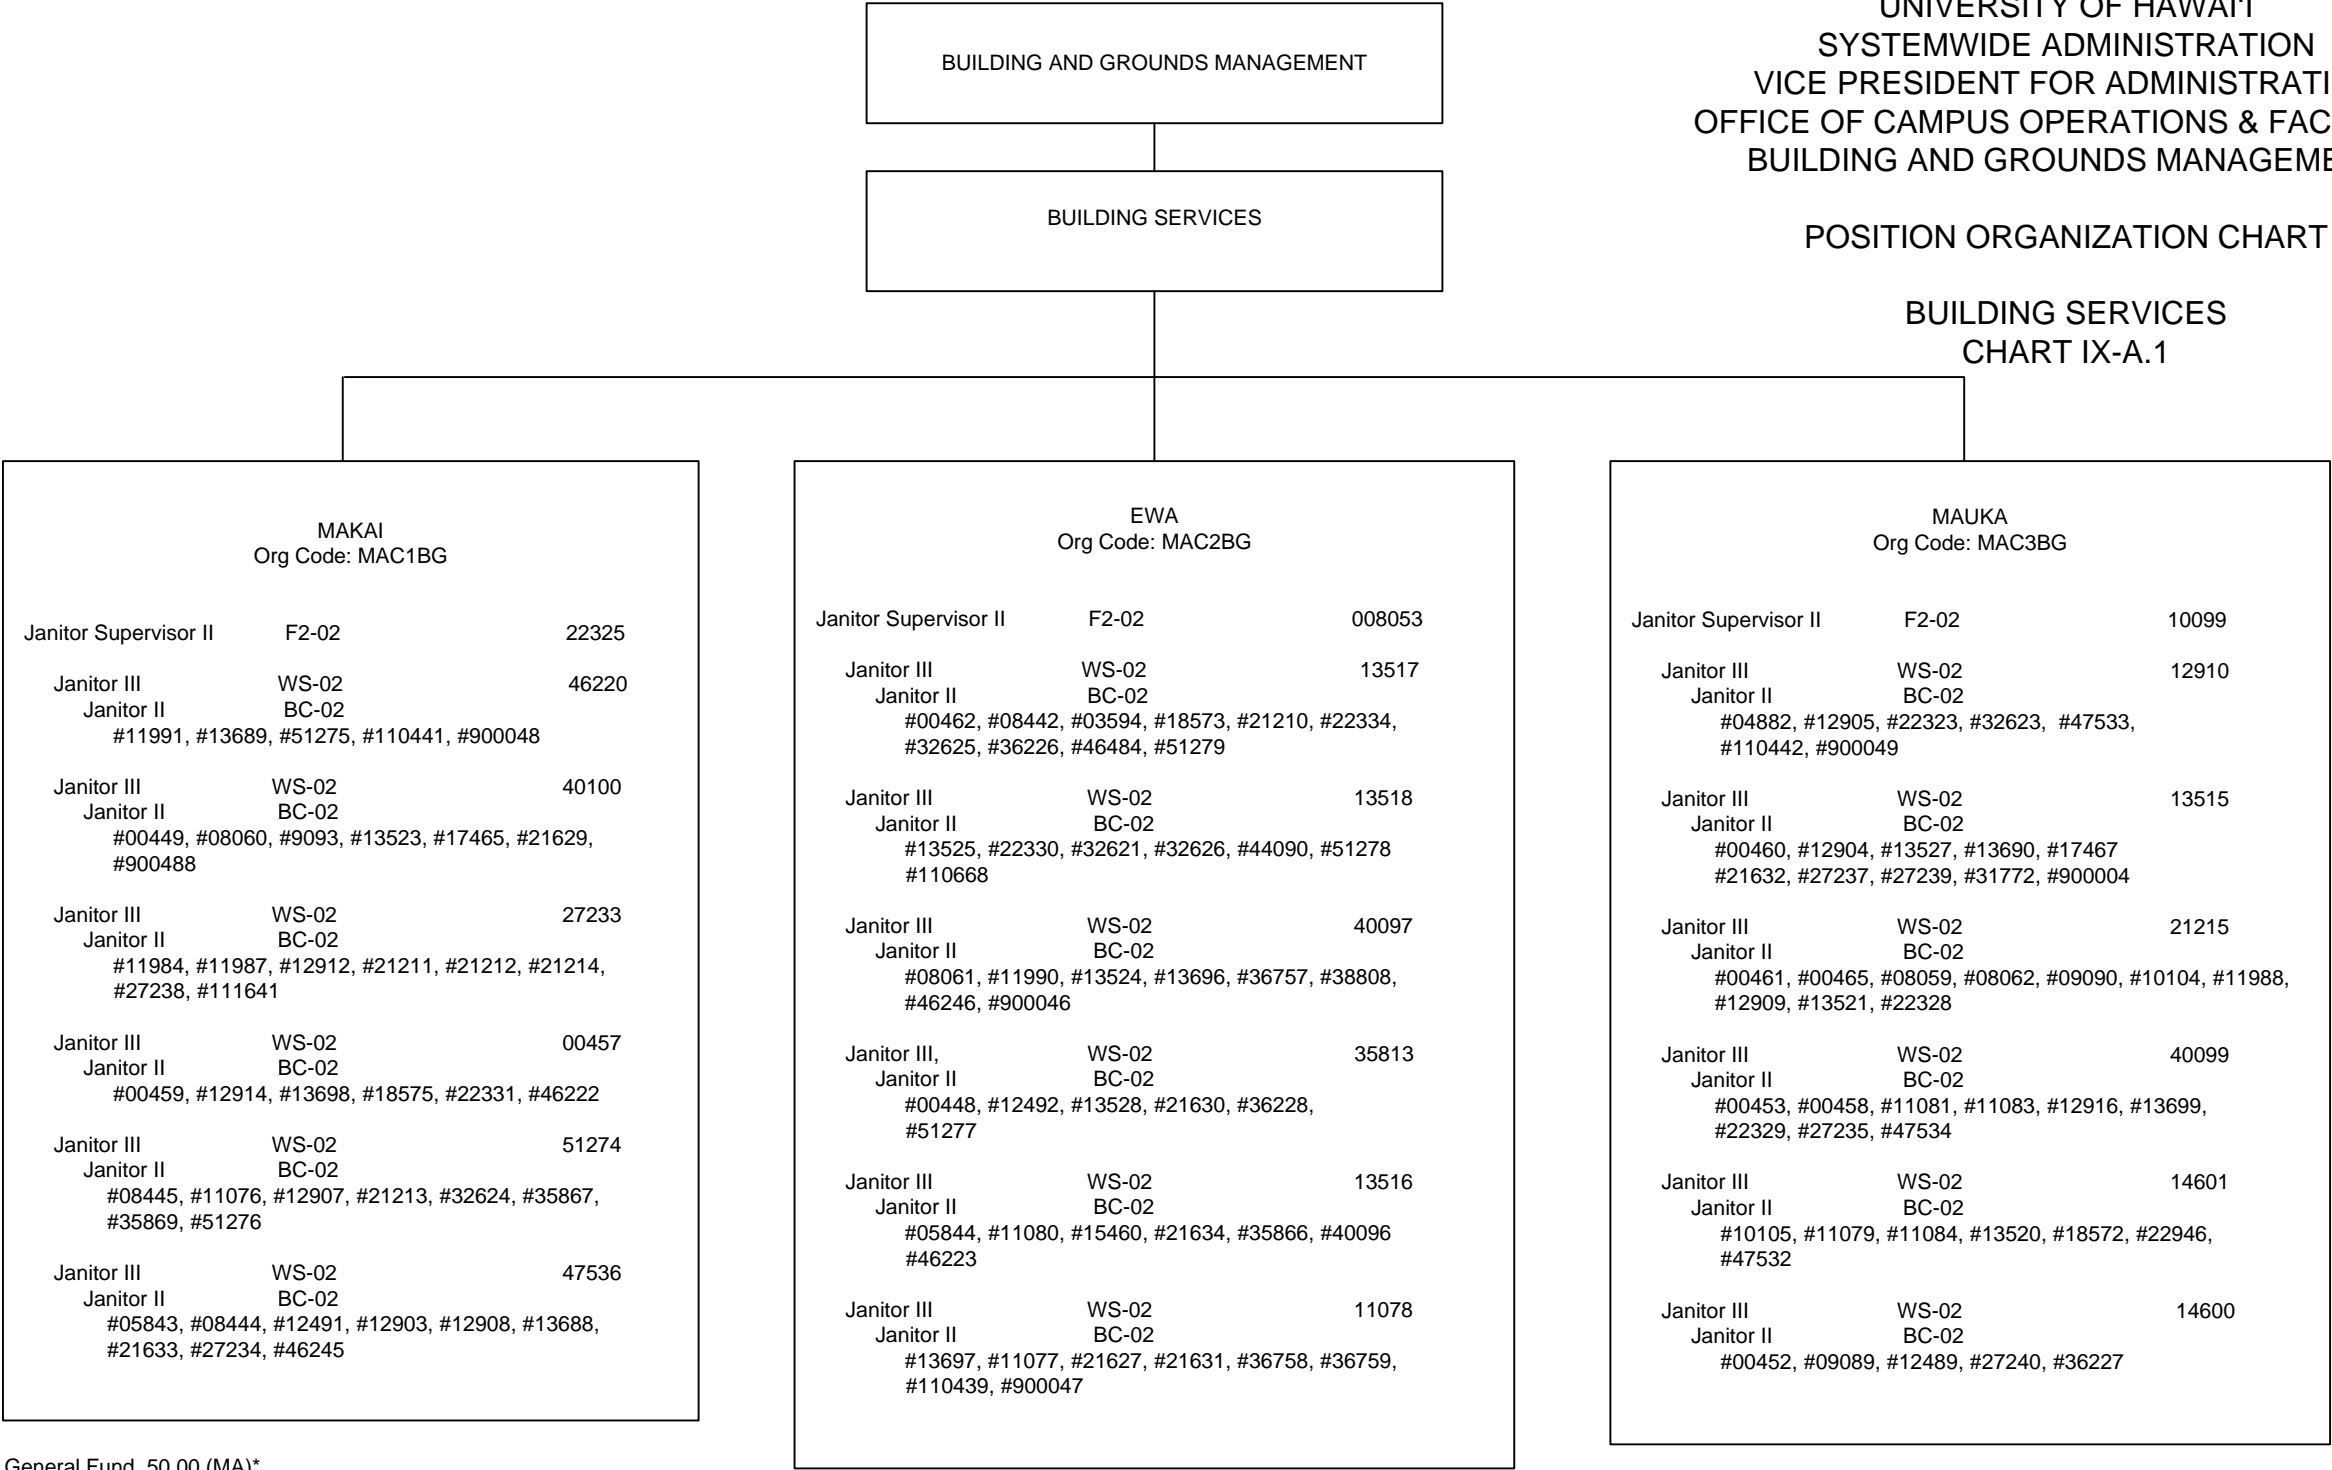 BUILDING AND GROUNDS MANAGEMENT
BUILDING SERVICES
UNIVERSITY OF HAWAI'I
SYSTEMWIDE ADMINISTRATION
VICE PRESIDENT FOR ADMINISTRATI
OFFICE OF CAMPUS OPERATIONS & FAC
BUILDING AND GROUNDS MANAGEME
POSITION ORGANIZATION CHART
BUILDING SERVICES
CHART IX-A.1
MAKAI
Org Code: MAC1BG
Janitor Supervisor II F2-02 22325
Janitor III WS-02 46220
Janitor II BC-02
#11991, #13689, #51275, #110441, #900048
Janitor III WS-02 40100
Janitor II BC-02
#00449, #08060, #9093, #13523, #17465, #21629,
#900488
Janitor III WS-02 27233
Janitor II BC-02
#11984, #11987, #12912, #21211, #21212, #21214,
#27238, #111641
Janitor III WS-02 00457
Janitor II BC-02
#00459, #12914, #13698, #18575, #22331, #46222
Janitor III WS-02 51274
Janitor II BC-02
#08445, #11076, #12907, #21213, #32624, #35867,
#35869, #51276
Janitor III WS-02 47536
Janitor II BC-02
#05843, #08444, #12491, #12903, #12908, #13688,
#21633, #27234, #46245
EWA
Org Code: MAC2BG
Janitor Supervisor II F2-02 008053
Janitor III WS-02 13517
Janitor II BC-02
#00462, #08442, #03594, #18573, #21210, #22334,
#32625, #36226, #46484, #51279
Janitor III WS-02 13518
Janitor II BC-02
#13525, #22330, #32621, #32626, #44090, #51278
#110668
Janitor III WS-02 40097
Janitor II BC-02
#08061, #11990, #13524, #13696, #36757, #38808,
#46246, #900046
Janitor III, WS-02 35813
Janitor II BC-02
#00448, #12492, #13528, #21630, #36228,
#51277
Janitor III WS-02 13516
Janitor II BC-02
#05844, #11080, #15460, #21634, #35866, #40096
#46223
Janitor III WS-02 11078
Janitor II BC-02
#13697, #11077, #21627, #21631, #36758, #36759,
#110439, #900047
MAUKA
Org Code: MAC3BG
Janitor Supervisor II F2-02 10099
Janitor III WS-02 12910
Janitor II BC-02
#04882, #12905, #22323, #32623, #47533,
#110442, #900049
Janitor III WS-02 13515
Janitor II BC-02
#00460, #12904, #13527, #13690, #17467
#21632, #27237, #27239, #31772, #900004
Janitor III WS-02 21215
Janitor II BC-02
#00461, #00465, #08059, #08062, #09090, #10104, #11988,
#12909, #13521, #22328
Janitor III WS-02 40099
Janitor II BC-02
#00453, #00458, #11081, #11083, #12916, #13699,
#22329, #27235, #47534
Janitor III WS-02 14601
Janitor II BC-02
#10105, #11079, #11084, #13520, #18572, #22946,
#47532
Janitor III WS-02 14600
Janitor II BC-02
#00452, #09089, #12489, #27240, #36227
General Fund 50.00 (MA)*